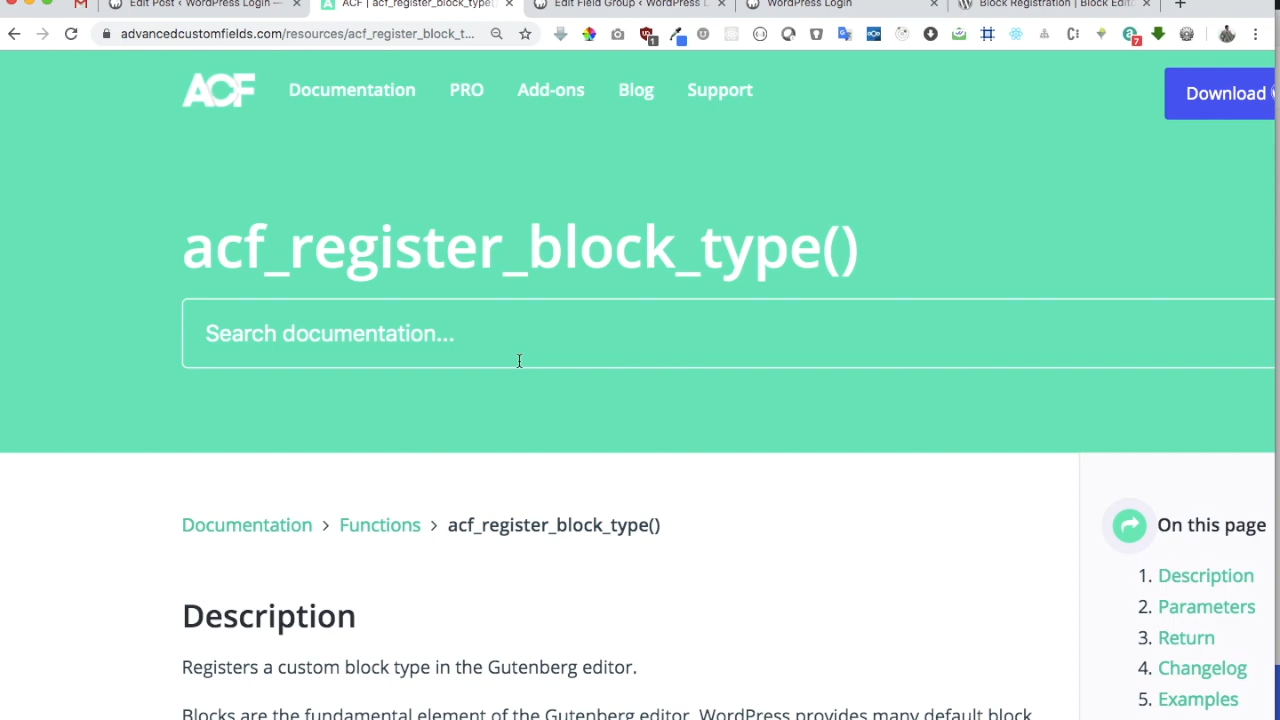 Edit Post ‹ WordPress Login —
ACF | acf_register_block_type()
Edit Field Group ‹ WordPress L
WordPress Login
Block Registration | Block Edit
advancedcustomfields.com/resources/acf_register_block_t...
1
7
ACF
Documentation
PRO
Add-ons
Blog
Support
Download
acf_register_block_type()
Search documentation...
Documentation › Functions › acf_register_block_type()
On this page
1. Description
2. Parameters
3. Return
4. Changelog
5. Examples
Description
Registers a custom block type in the Gutenberg editor.
Blocks are the fundamental element of the Gutenberg editor. WordPress provides many default block